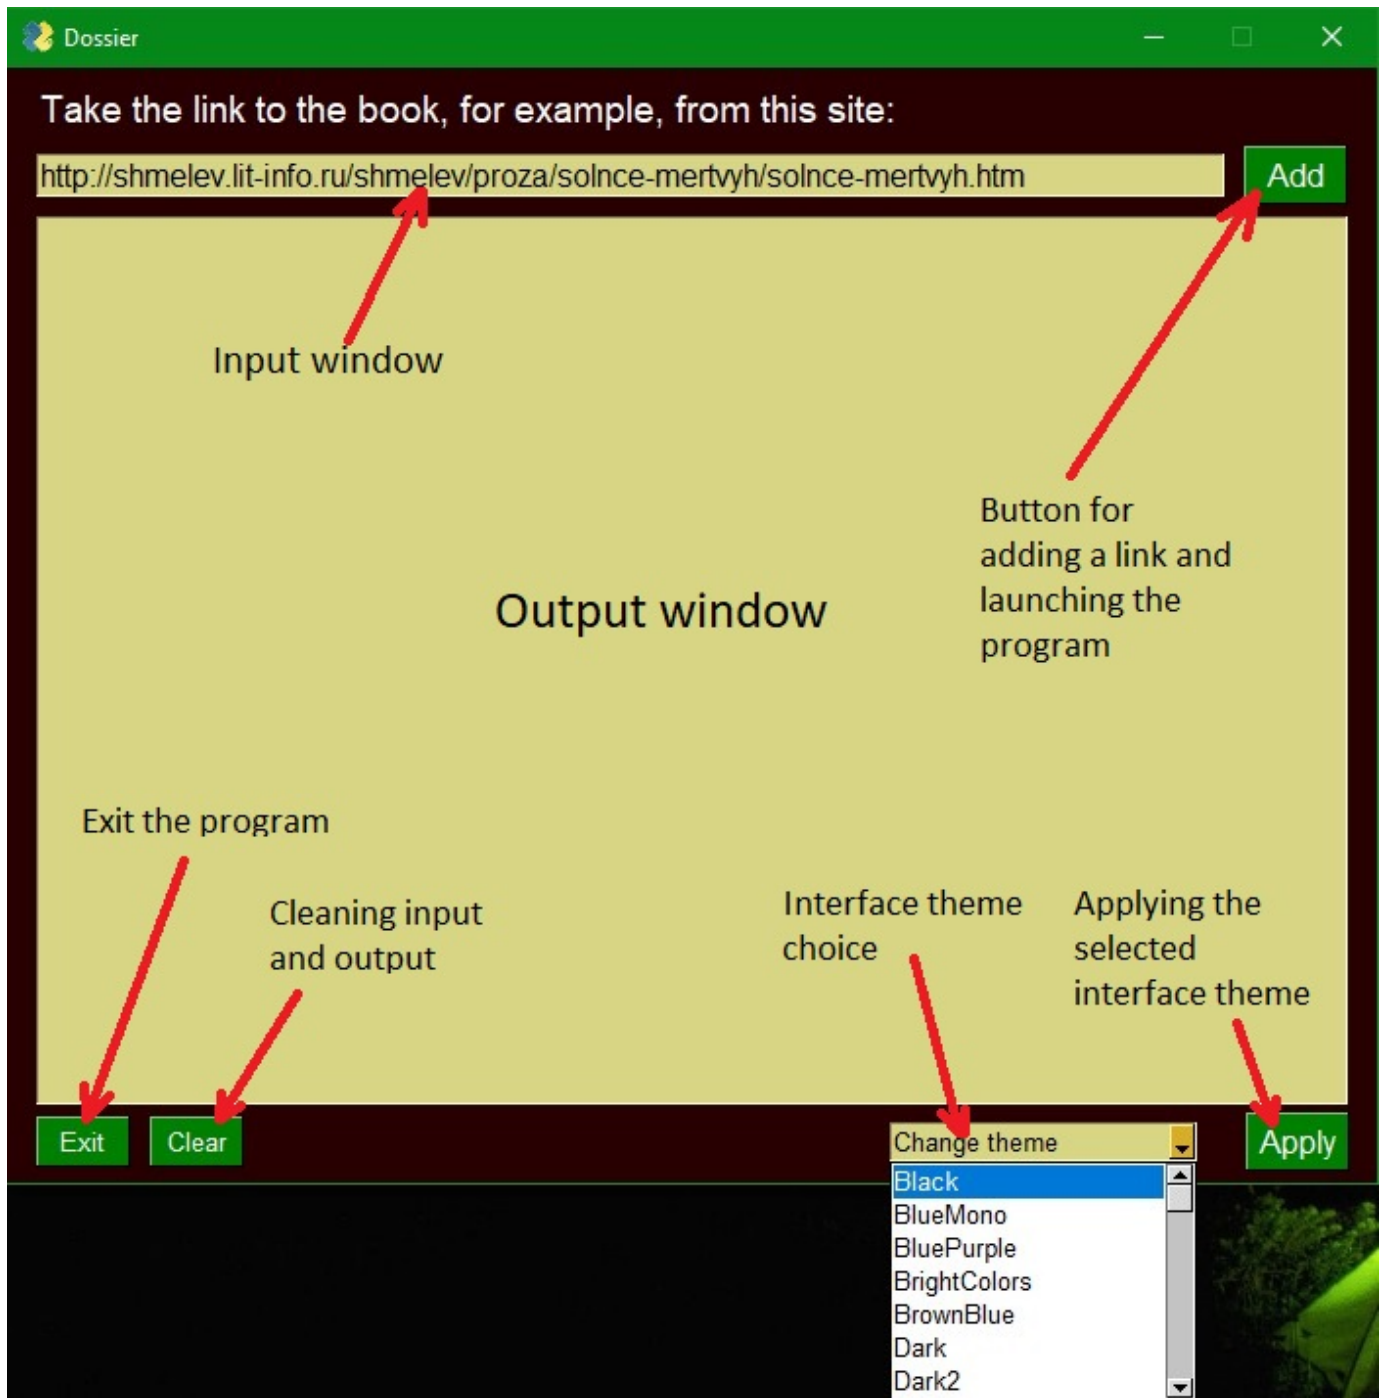 Dossier
Take the link to the book, for example, from this site:
http://shmelev.lit-info.ru/shmelev/proza/solnce-mertvyh/solnce-mertvyh.htm
Add
Input window
Button for
adding a link and
launching the
program
Output window
Exit the program
Cleaning input
and output
Interface theme
choice
Applying the
selected
interface theme
Exit
Clear
Change theme
Apply
Black
BlueMono
BluePurple
BrightColors
BrownBlue
Dark
Dark2